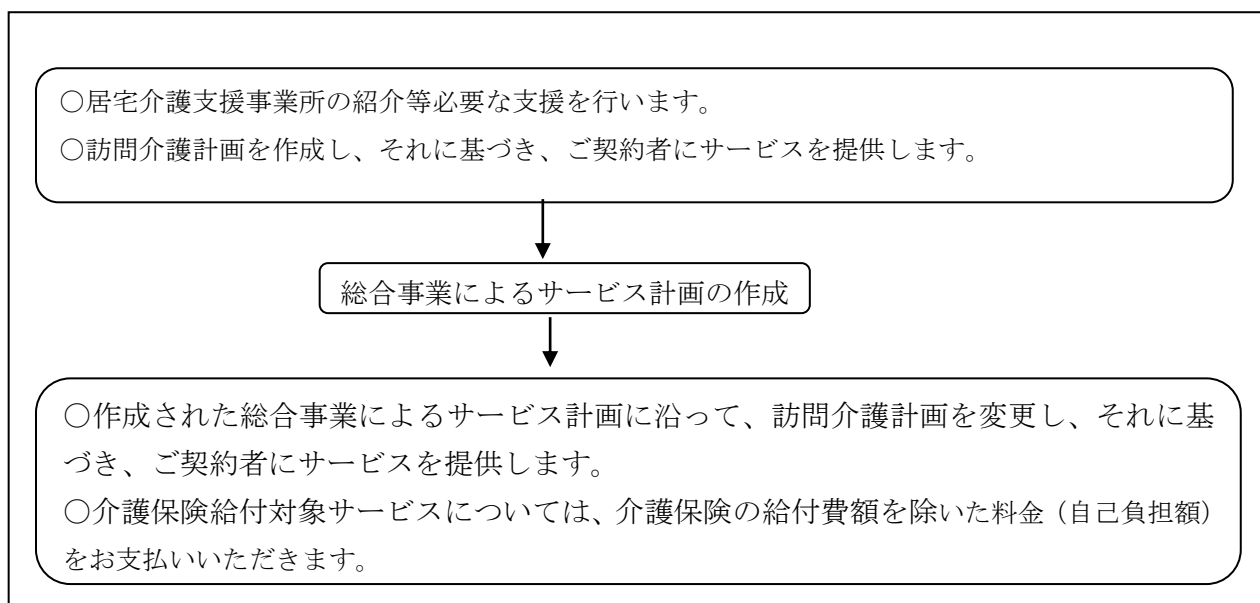 ○居宅介護支援事業所の紹介等必要な支援を行います。
○訪問介護計画を作成し、それに基づき、ご契約者にサービスを提供します。
総合事業によるサービス計画の作成
○作成された総合事業によるサービス計画に沿って、訪問介護計画を変更し、それに基
づき、ご契約者にサービスを提供します。
○介護保険給付対象サービスについては、介護保険の給付費額を除いた料金（自己負担額）
をお支払いいただきます。